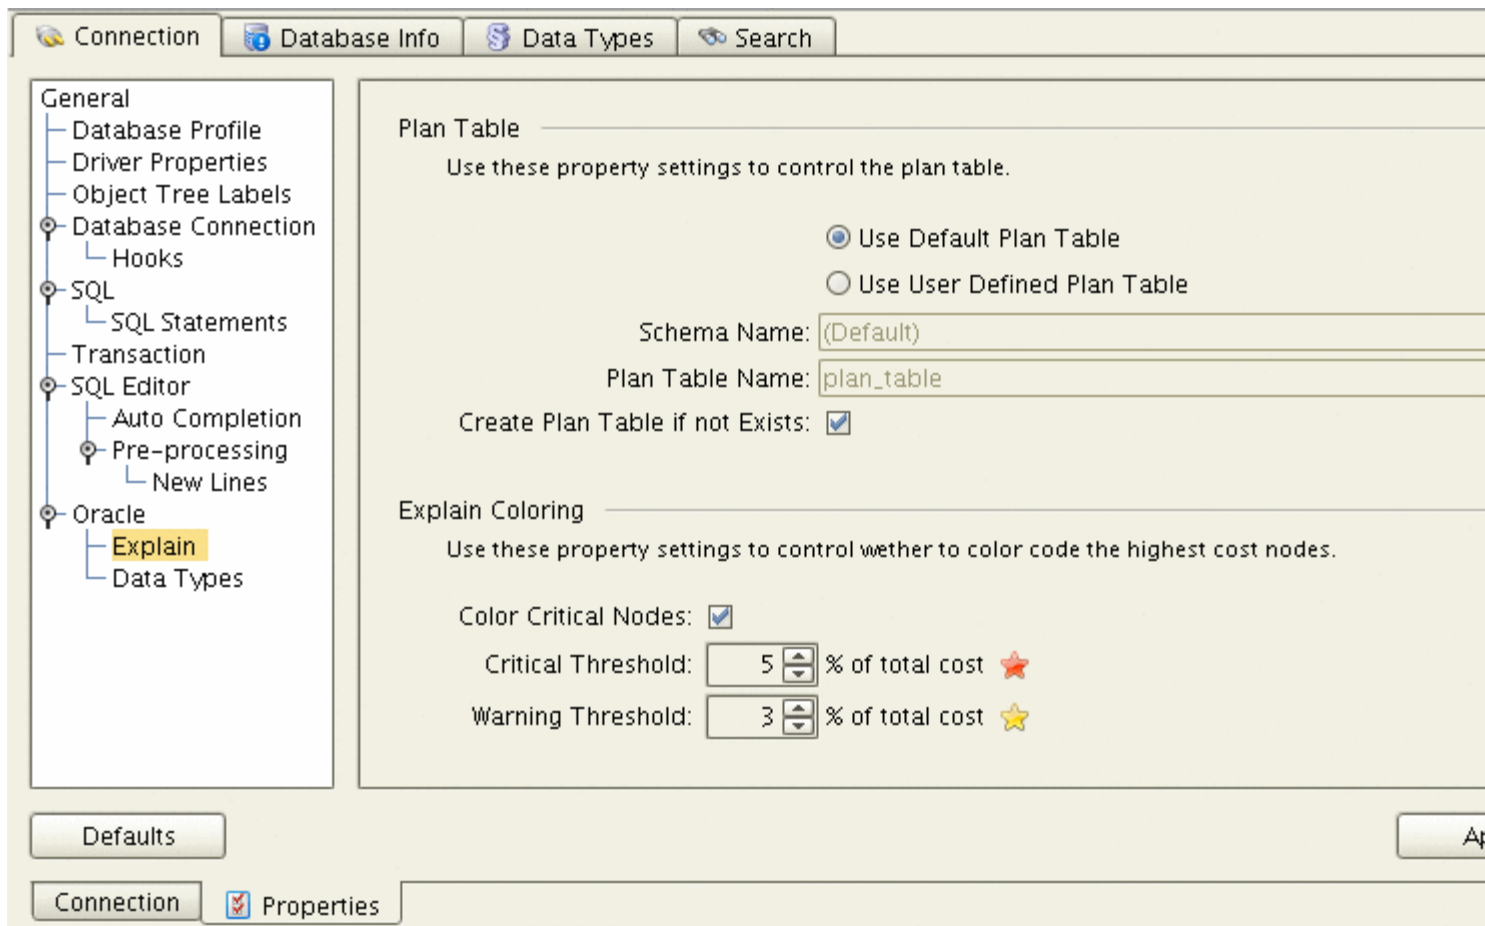 Connection
Database Info
Data Types
Search
General
Database Profile
Driver Properties
Object Tree Labels
Database Connection
Hooks
SQL
SQL Statements
Transaction
SQL Editor
Auto Completion
Pre-processing
New Lines
Oracle
Explain
Data Types
Plan Table
Use these property settings to control the plan table.
Use Default Plan Table
Use User Defined Plan Table
Schema Name: (Default)
Plan Table Name: plan_table
Create Plan Table if not Exists:
Explain Coloring
Use these property settings to control wether to color code the highest cost nodes.
Color Critical Nodes:
Critical Threshold: 5 % of total cost
Warning Threshold: 3 % of total cost
Defaults
Connection
Properties